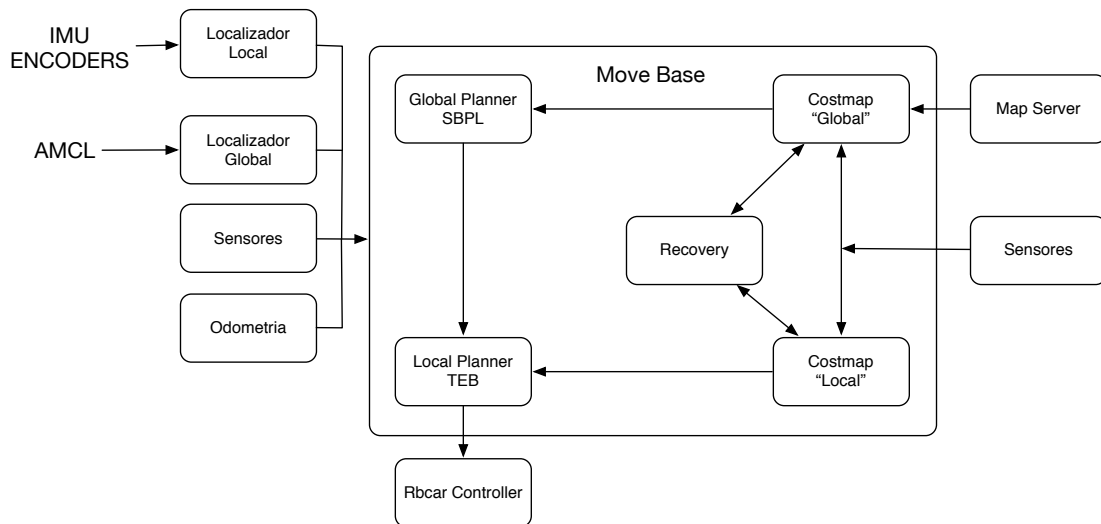 IMU
ENCODERS
Localizador
Local
AMCL
Localizador
Global
Sensores
Odometria
Move Base
Global Planner
SBPL
Costmap
“Global”
Map Server
Recovery
Sensores
Local Planner
TEB
Costmap
“Local”
Rbcar Controller